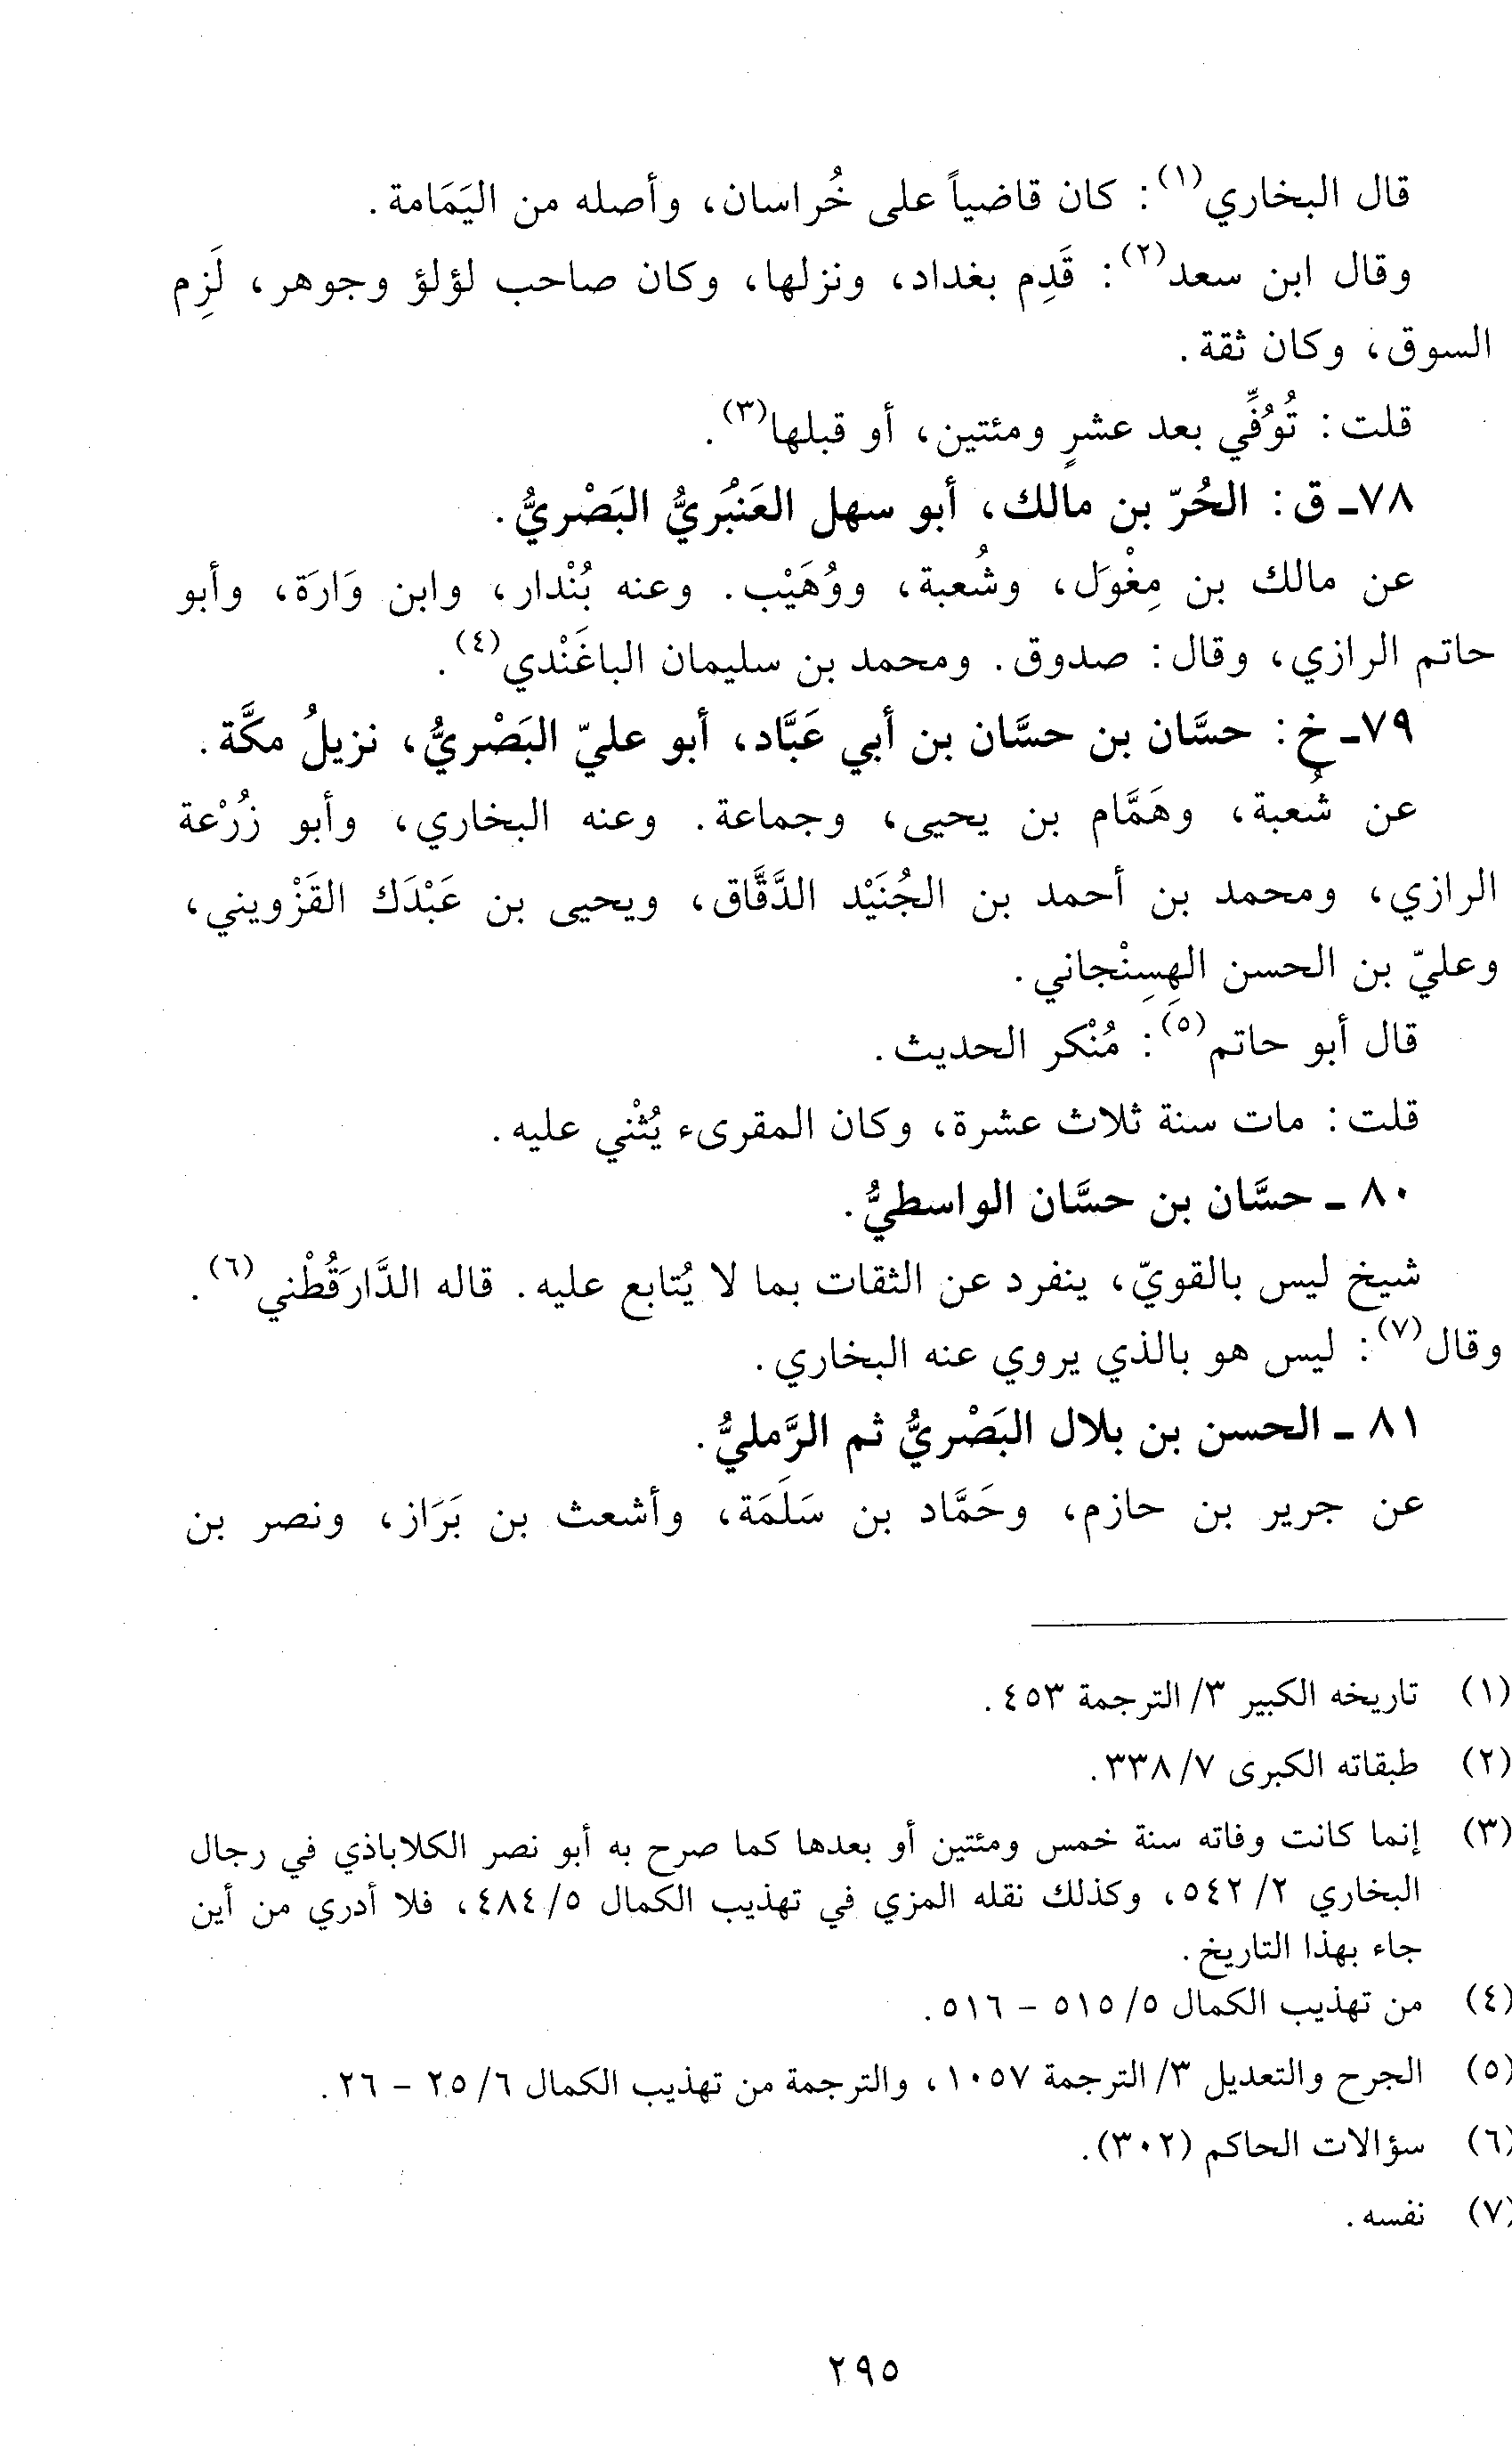 قال البخاري(١): كان قاضياً على خُراسان، وأصله من اليَمَامة.
وقال ابن سعد(٢): قَدِم بغداد، ونزلها، وكان صاحب لؤلؤ وجوهر، لَزِم
السوق، وكان ثقة.
قلت: تُوُفِّي بعد عشرٍ ومئتين، أو قبلها(٣).
٧٨- ق: الحُرّ بن مالك، أبو سهل العَنْبَريُّ البَصْريُّ.
عن مالك بن مِغْوَل، وشُعبة، ووُهَيْب. وعنه بُنْدار، وابن وَارَة، وأبو
حاتم الرازي، وقال: صدوق. ومحمد بن سليمان الباغَنْدي(٤).
٧٩- خ: حسَّان بن حسَّان بن أبي عَبَّاد، أبو عليّ البَصْريُّ، نزيلُ مكَّة.
عن شُعبة، وهَمَّام بن يحيى، وجماعة. وعنه البخاري، وأبو زُرْعة
الرازي، ومحمد بن أحمد بن الجُنَيْد الدَّقَّاق، ويحيى بن عَبْدَك القَزْويني،
وعليّ بن الحسن الهِسِنْجاني.
قال أبو حاتم(٥): مُنْكر الحديث.
قلت: مات سنة ثلاث عشرة، وكان المقرىء يُثْني عليه.
٨٠ - حسَّان بن حسَّان الواسطيُّ.
شيخ ليس بالقويّ، ينفرد عن الثقات بما لا يُتابع عليه. قاله الدَّارَقُطْني(٦).
وقال(٧): ليس هو بالذي يروي عنه البخاري.
٨١ - الحسن بن بلال البَصْريُّ ثم الرَّمليُّ.
عن جرير بن حازم، وحَمَّاد بن سَلَمَة، وأشعث بن بَرَاز، ونصر بن
(١) تاريخه الكبير ٣/ الترجمة ٤٥٣.
(٢) طبقاته الكبرى ٧/ ٣٣٨.
(٣) إنما كانت وفاته سنة خمس ومئتين أو بعدها كما صرح به أبو نصر الكلاباذي في رجال
البخاري ٢/ ٥٤٢، وكذلك نقله المزي في تهذيب الكمال ٥/ ٤٨٤، فلا أدري من أين
جاء بهذا التاريخ.
(٤) من تهذيب الكمال ٥/ ٥١٥ - ٥١٦.
(٥) الجرح والتعديل ٣/ الترجمة ١٠٥٧، والترجمة من تهذيب الكمال ٦/ ٢٥ - ٢٦.
(٦) سؤالات الحاكم (٣٠٢).
(٧) نفسه.
٢٩٥